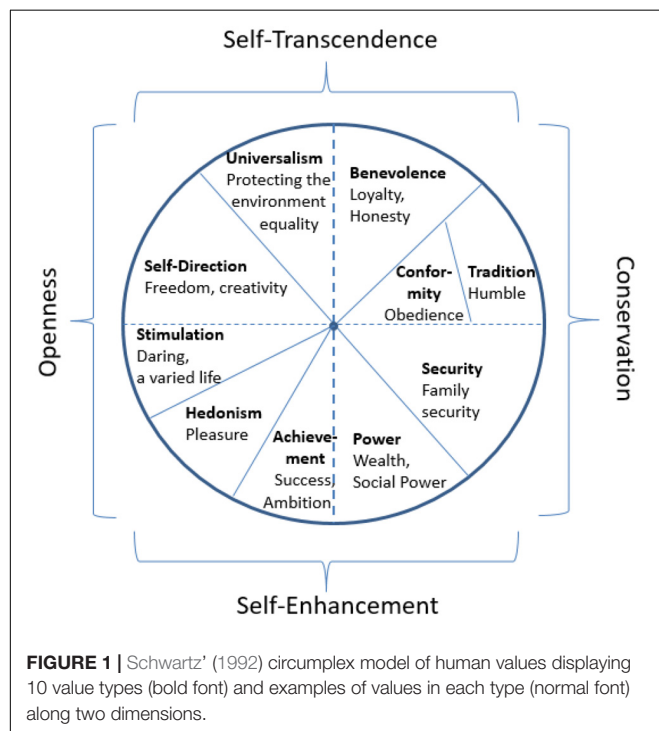 Self-Transcendence
Openness
Conservation
Universalism
Protecting the
environment
equality
Benevolence
Loyalty,
Honesty
Self-Direction
Freedom, creativity
Confor-
mity
Obedience
Tradition
Humble
Stimulation
Daring,
a varied life
Security
Family
security
Hedonism
Pleasure
Achieve-
ment
Success,
Ambition
Power
Wealth,
Social Power
Self-Enhancement
FIGURE 1 | Schwartz' (1992) circumplex model of human values displaying
10 value types (bold font) and examples of values in each type (normal font)
along two dimensions.